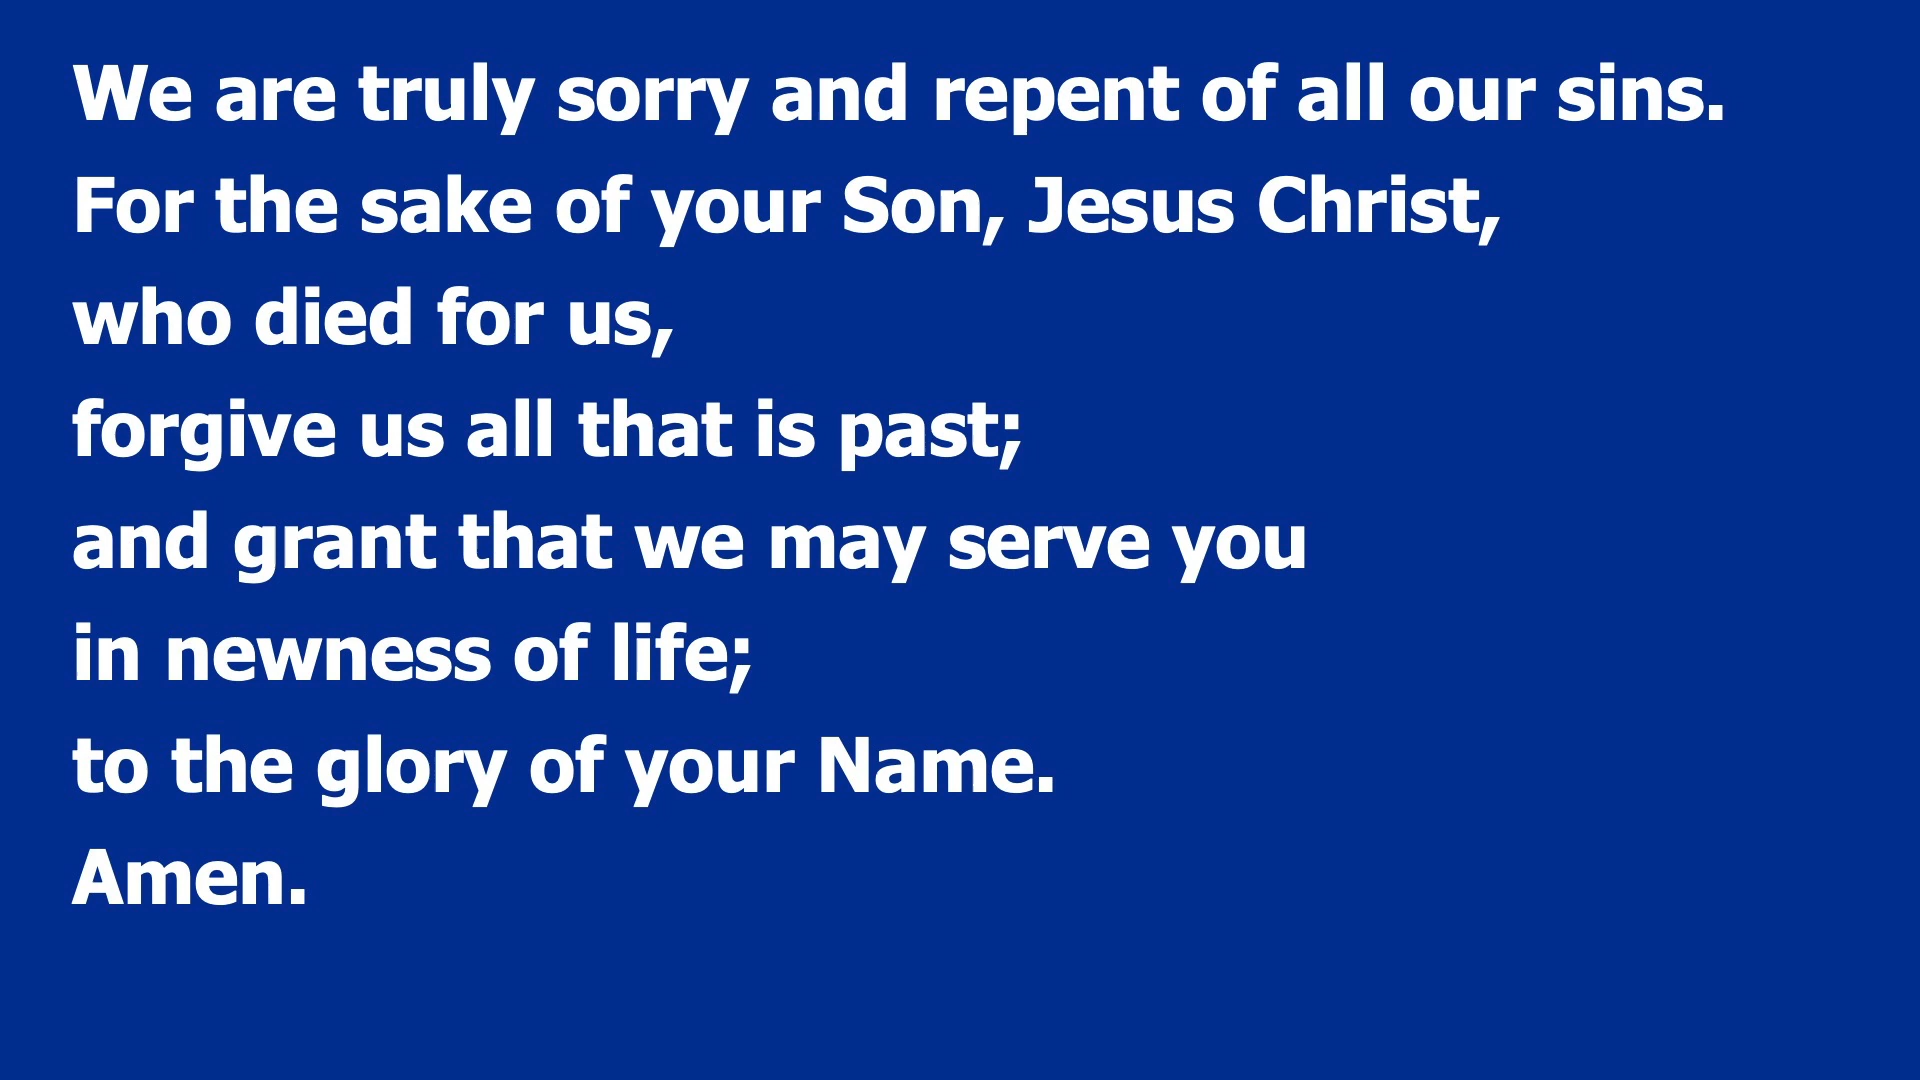 We are truly sorry and repent of all our sins.
For the sake of your Son, Jesus Christ,
who died for us,
forgive us all that is past;
and grant that we may serve you
in newness of life;
to the glory of your Name.
Amen.